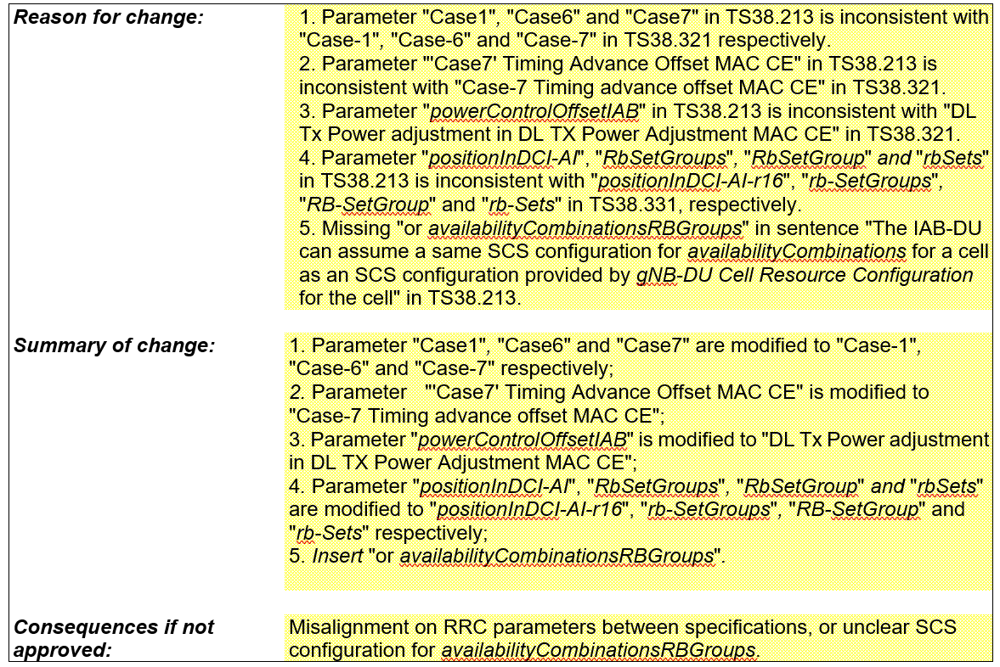 Reason for change:
1. Parameter "Case1", "Case6" and "Case7" in TS38.213 is inconsistent with
"Case-1", "Case-6" and "Case-7" in TS38.321 respectively.
2. Parameter "'Case7' Timing Advance Offset MAC CE" in TS38.213 is
inconsistent with "Case-7 Timing advance offset MAC CE" in TS38.321.
3. Parameter "powerControlOffsetIAB" in TS38.213 is inconsistent with "DL
Tx Power adjustment in DL TX Power Adjustment MAC CE" in TS38.321.
4. Parameter "positionInDCI-AI", "RbSetGroups", "RbSetGroup" and "rbSets"
in TS38.213 is inconsistent with "positionInDCI-AI-r16", "rb-SetGroups",
"RB-SetGroup" and "rb-Sets" in TS38.331, respectively.
5. Missing "or availabilityCombinationsRBGroups" in sentence "The IAB-DU
can assume a same SCS configuration for availabilityCombinations for a cell
as an SCS configuration provided by gNB-DU Cell Resource Configuration
for the cell" in TS38.213.
Summary of change:
1. Parameter "Case1", "Case6" and "Case7" are modified to "Case-1",
"Case-6" and "Case-7" respectively;
2. Parameter "'Case7' Timing Advance Offset MAC CE" is modified to
"Case-7 Timing advance offset MAC CE";
3. Parameter "powerControlOffsetIAB" is modified to "DL Tx Power adjustment
in DL TX Power Adjustment MAC CE";
4. Parameter "positionInDCI-AI", "RbSetGroups", "RbSetGroup" and "rbSets"
are modified to "positionInDCI-AI-r16", "rb-SetGroups", "RB-SetGroup" and
"rb-Sets" respectively;
5. Insert "or availabilityCombinationsRBGroups".
Consequences if not
approved:
Misalignment on RRC parameters between specifications, or unclear SCS
configuration for availabilityCombinationsRBGroups.